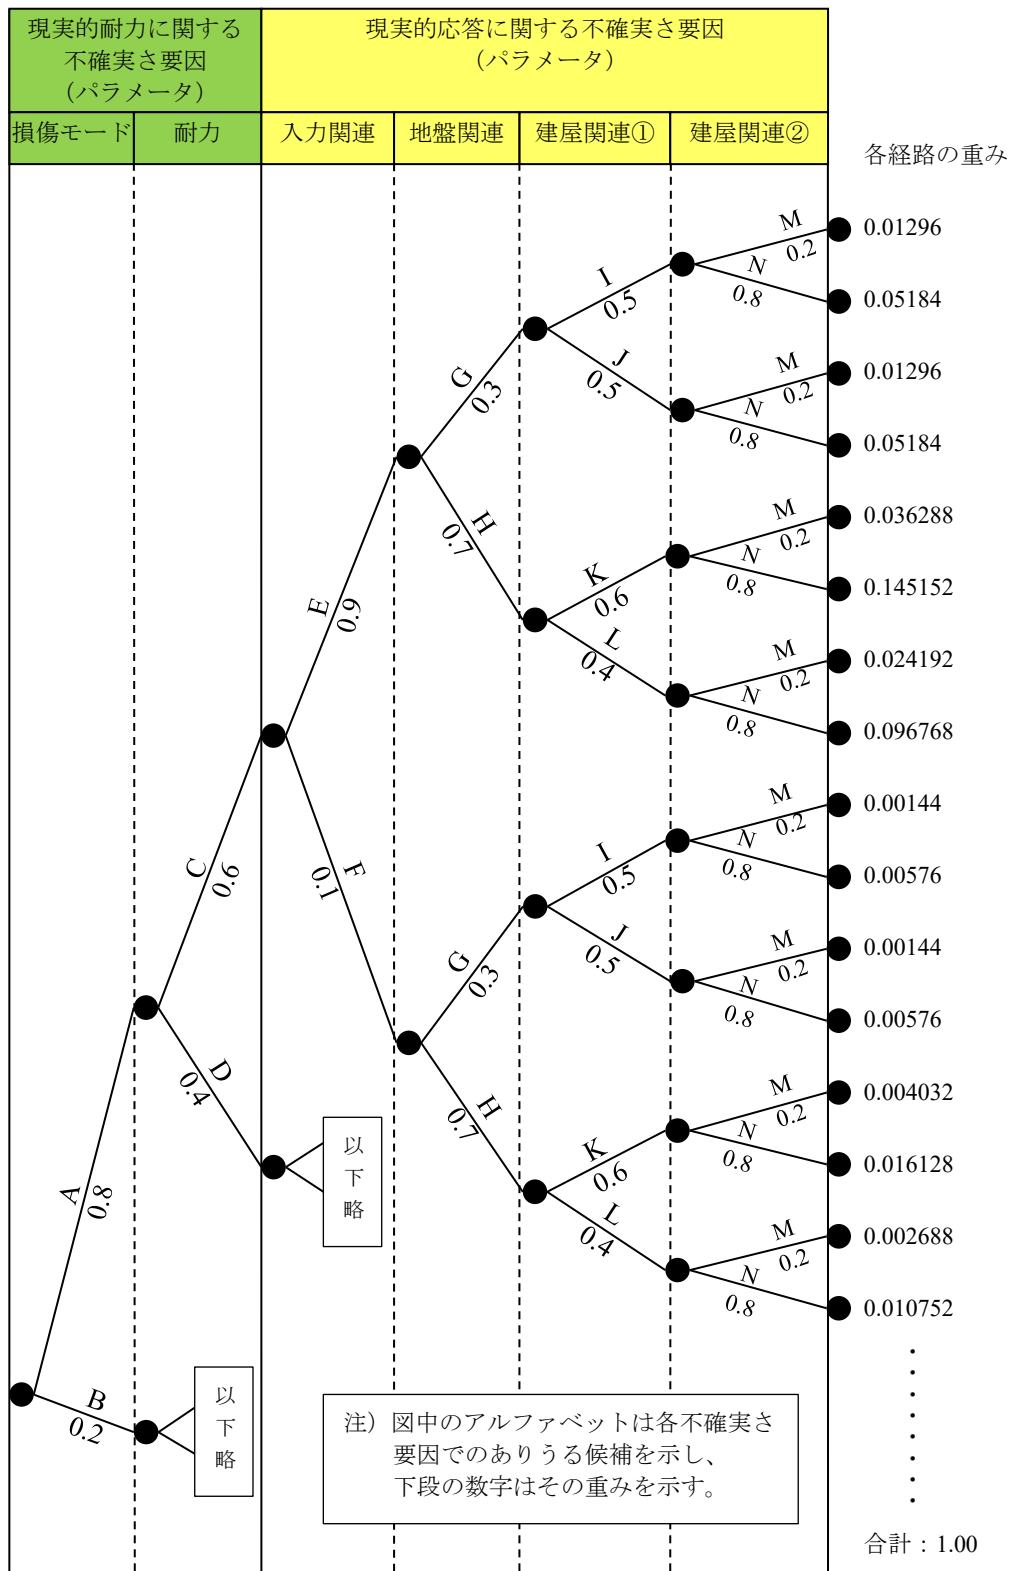 現実的耐力に関する
不確実さ要因
（パラメータ）
現実的応答に関する不確実さ要因
（パラメータ）
損傷モード
耐力
入力関連
地盤関連
建屋関連①
建屋関連②
各経路の重み
M
0.2
0.01296
N
0.8
0.05184
I
0.5
G
0.3
J
0.5
M
0.2
0.01296
N
0.8
0.05184
H
0.7
M
0.2
0.036288
K
0.6
N
0.8
0.145152
E
0.9
L
0.4
M
0.2
0.024192
N
0.8
0.096768
M
0.2
0.00144
C
0.6
F
0.1
I
0.5
N
0.8
0.00576
G
0.3
J
0.5
M
0.2
0.00144
N
0.8
0.00576
D
0.4
H
0.7
M
0.2
0.004032
K
0.6
N
0.8
0.016128
以
下
略
A
0.8
L
0.4
M
0.2
0.002688
N
0.8
0.010752
B
0.2
以
下
略
注）図中のアルファベットは各不確実さ
要因でのありうる候補を示し、
下段の数字はその重みを示す。
合計：1.00